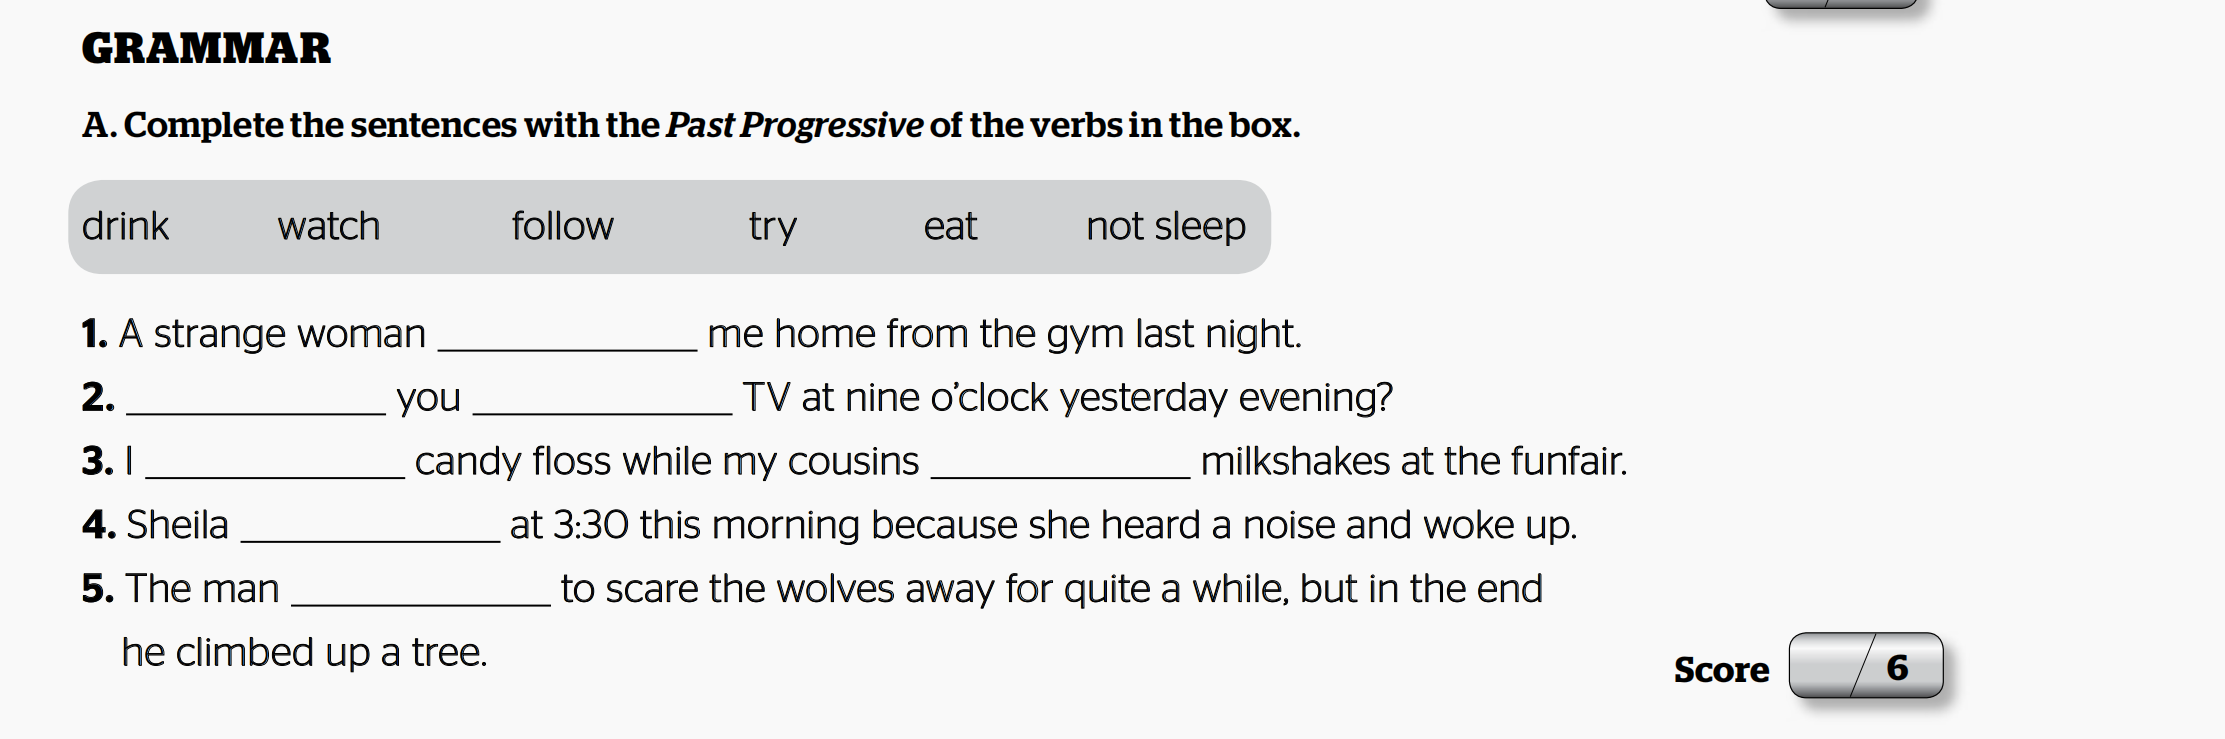 GRAMMAR
A. Complete the sentences with the Past Progressive of the verbs in the box.
drink watch follow try eat not sleep
1. A strange woman ____________ me home from the gym last night.
2. ____________ you ____________ TV at nine o’clock yesterday evening?
3. I ____________ candy floss while my cousins ____________ milkshakes at the funfair.
4. Sheila ____________ at 3:30 this morning because she heard a noise and woke up.
5. The man ____________ to scare the wolves away for quite a while, but in the end
he climbed up a tree.
Score / 6